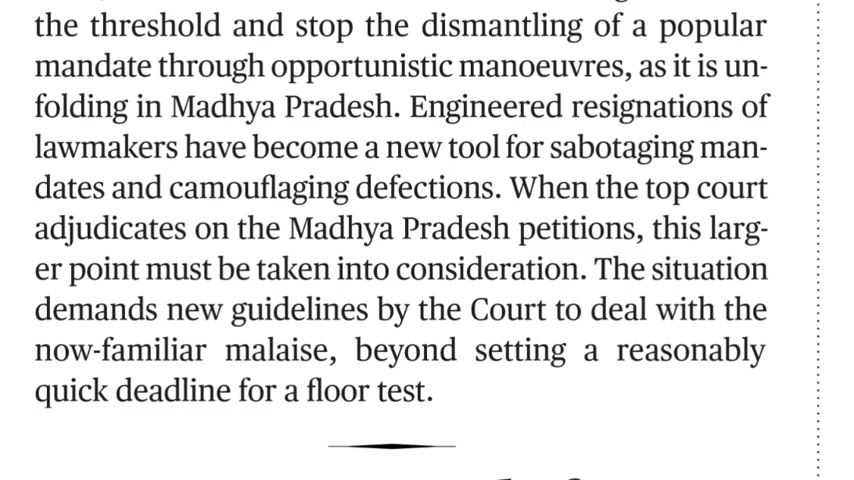 the threshold and stop the dismantling of a popular
mandate through opportunistic manoeuvres, as it is un-
folding in Madhya Pradesh. Engineered resignations of
lawmakers have become a new tool for sabotaging man-
dates and camouflaging defections. When the top court
adjudicates on the Madhya Pradesh petitions, this larg-
er point must be taken into consideration. The situation
demands new guidelines by the Court to deal with the
now-familiar malaise, beyond setting a reasonably
quick deadline for a floor test.